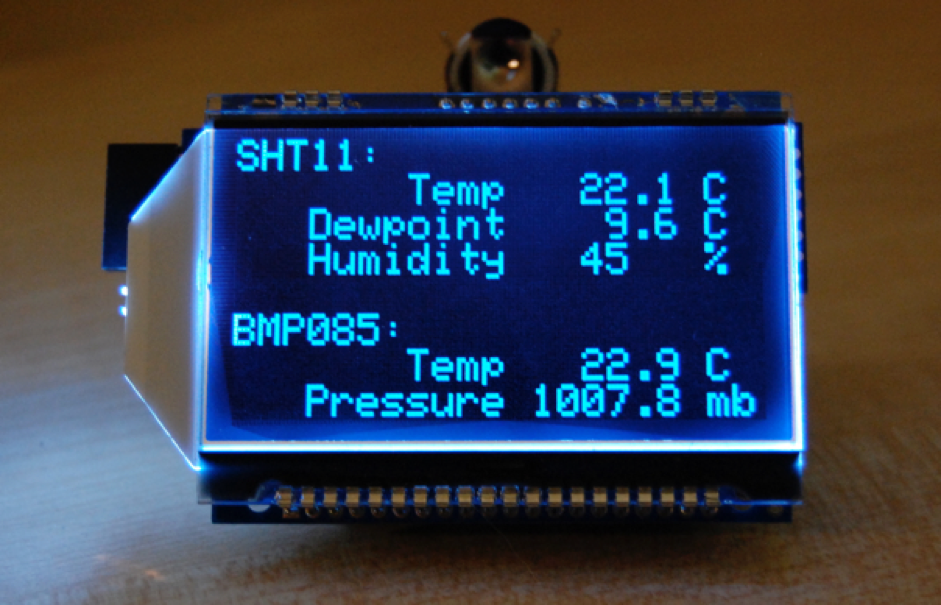 SHT11:
Temp 22.1 C
Dewpoint 9.6 C
Humidity 45 %
BMP085:
Temp 22.9 C
Pressure 1007.8 mb